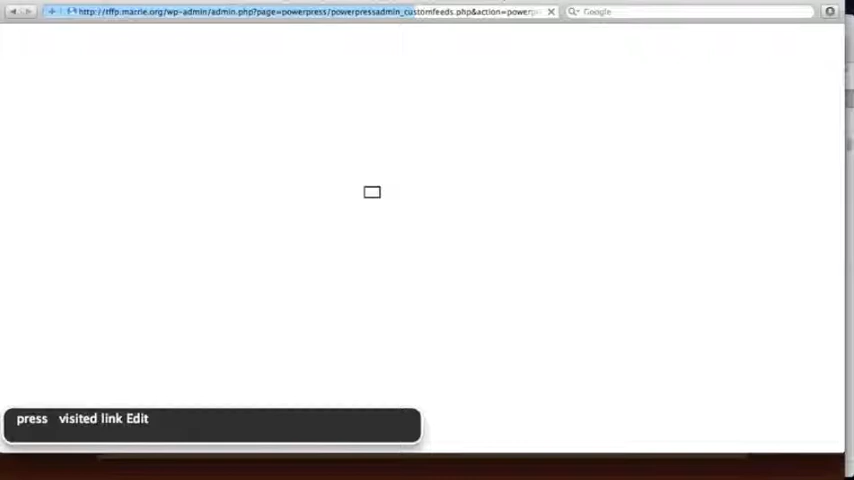 http://tffp.marrie.org/wp-admin/admin.php?page=powerpress/powerpressadmin_customfeeds.php&action=powerp
Google
press visited link Edit